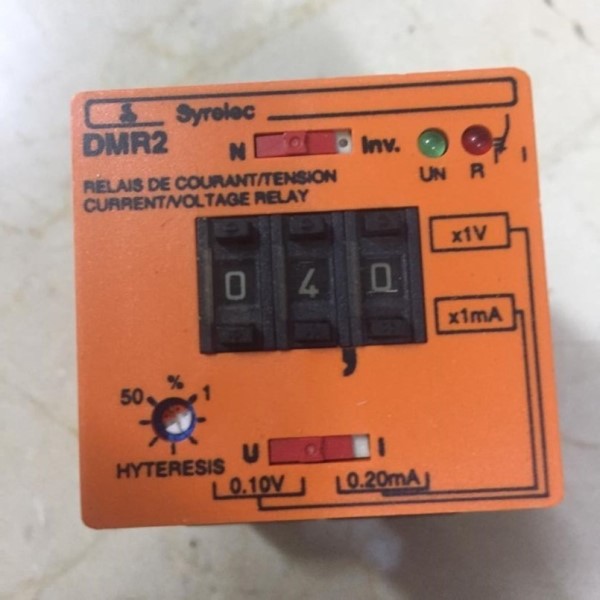 Syrelec
DMR2
N Inv.
UN R I
RELAIS DE COURANT/TENSION
CURRENT/VOLTAGE RELAY
x1V
0 4 0
x1mA
,
50 % 1
HYTERESIS
U I
0.10V 0.20mA